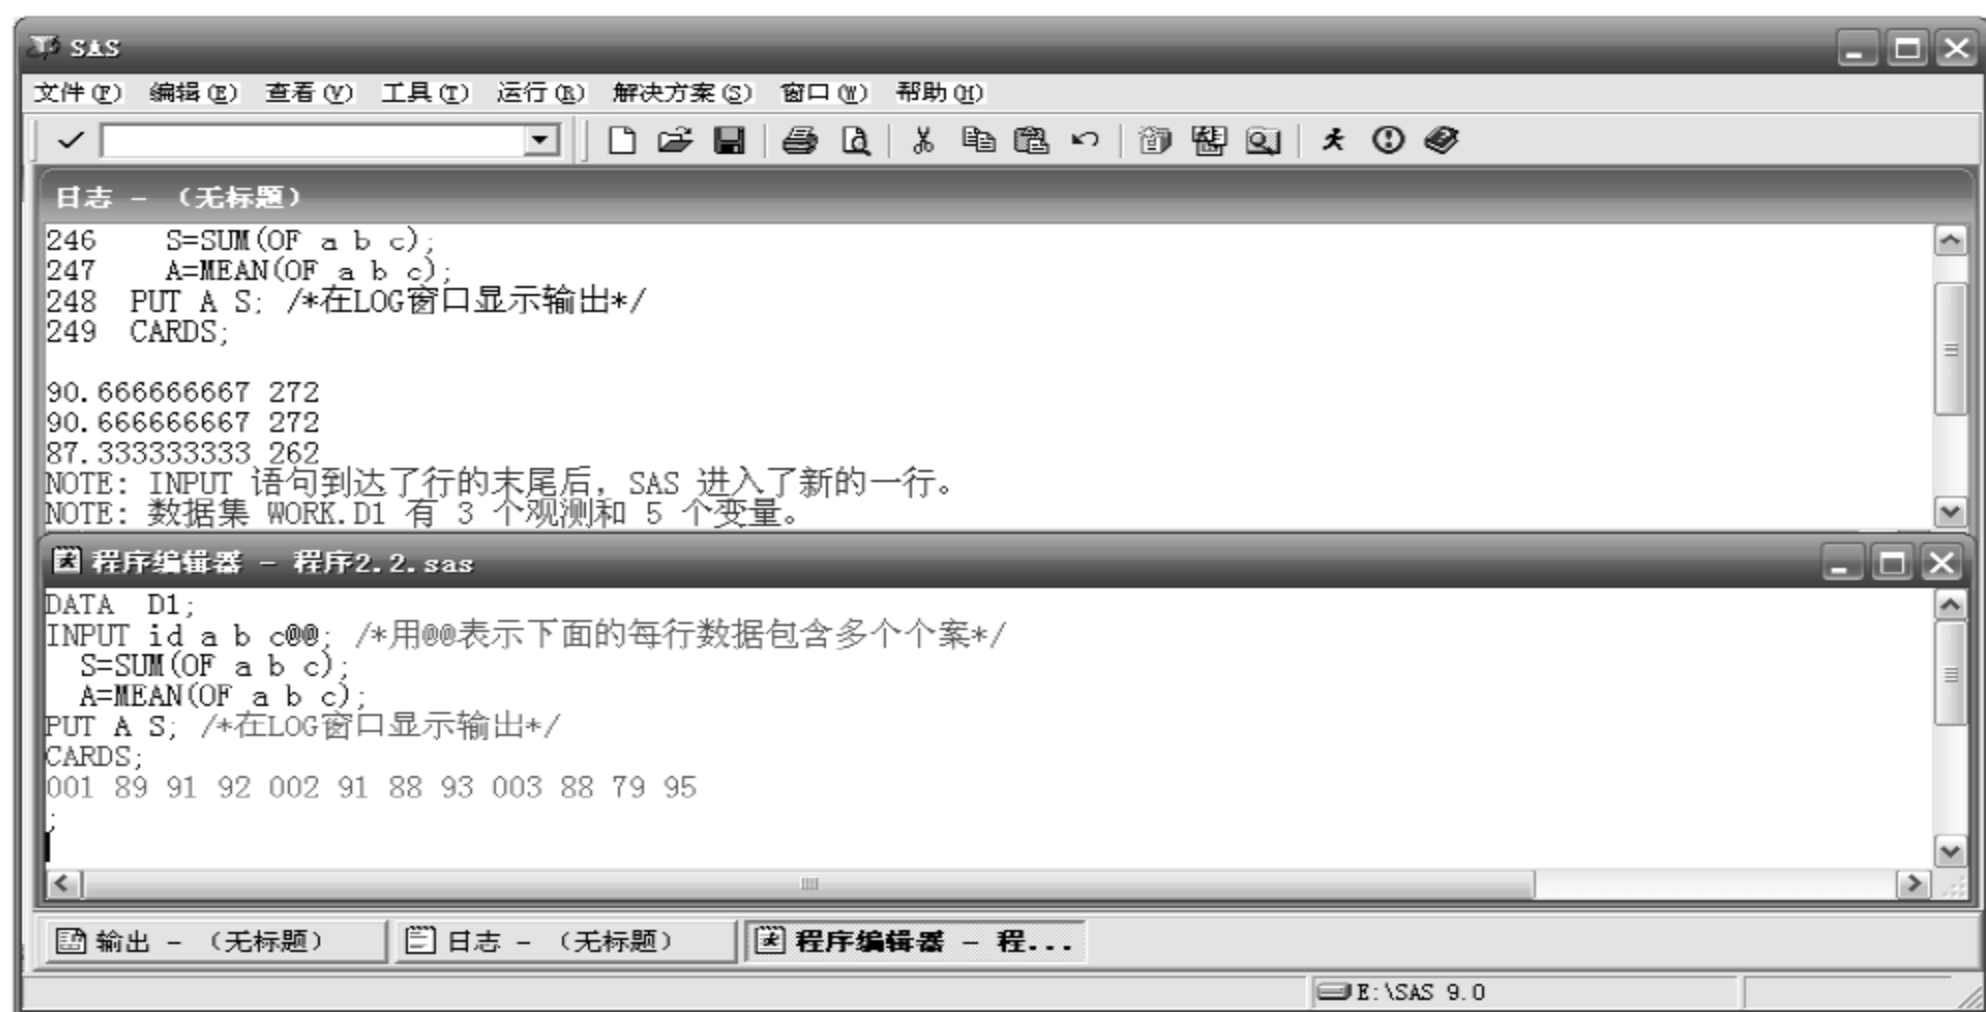 SAS
文件(F) 编辑(E) 查看(V) 工具(T) 运行(R) 解决方案(S) 窗口(W) 帮助(H)
日志 - （无标题）
246 S=SUM(OF a b c);
247 A=MEAN(OF a b c);
248 PUT A S; /*在LOG窗口显示输出*/
249 CARDS;
90.666666667 272
90.666666667 272
87.333333333 262
NOTE: INPUT 语句到达了行的末尾后，SAS 进入了新的一行。
NOTE: 数据集 WORK.D1 有 3 个观测和 5 个变量。
程序编辑器 - 程序2.2.sas
DATA D1;
INPUT id a b c@@; /*用@@表示下面的每行数据包含多个个案*/
S=SUM(OF a b c);
A=MEAN(OF a b c);
PUT A S; /*在LOG窗口显示输出*/
CARDS;
001 89 91 92 002 91 88 93 003 88 79 95
;
输出 - （无标题） 日志 - （无标题） 程序编辑器 - 程...
E:\SAS 9.0